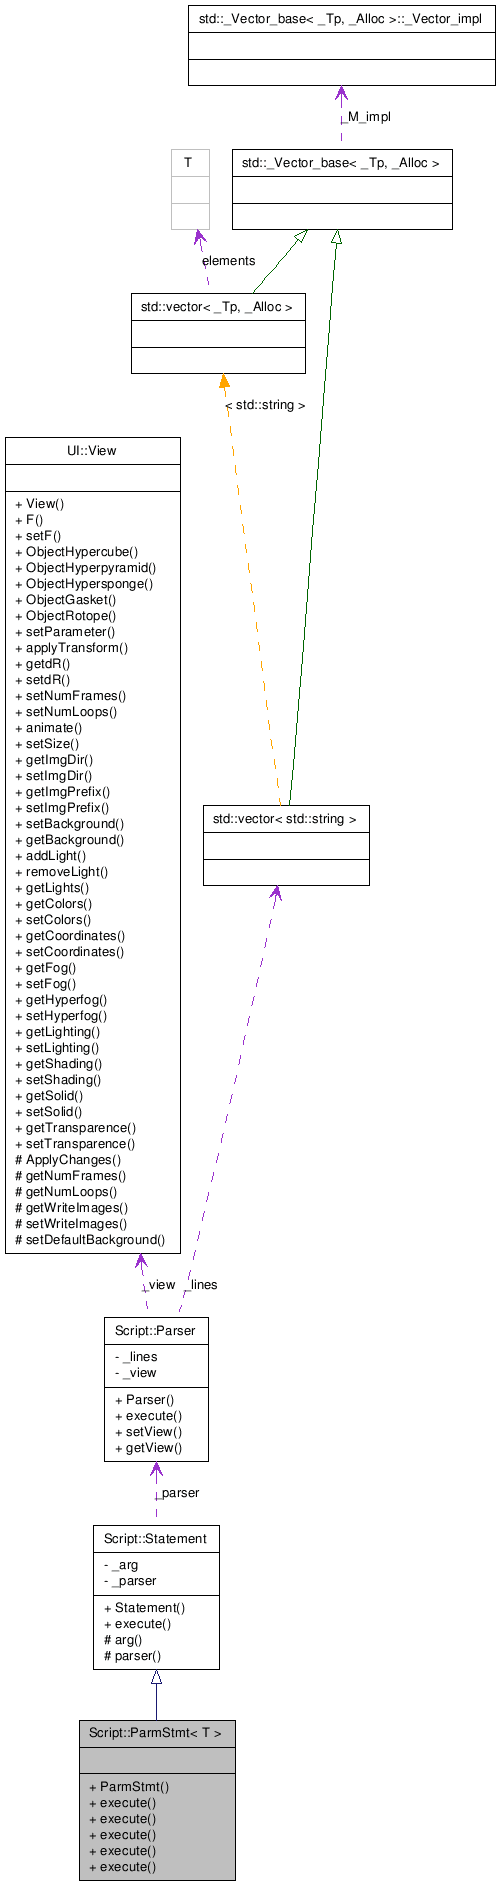 std::_Vector_base< _Tp, _Alloc >::_Vector_impl
_M_impl
T
std::_Vector_base< _Tp, _Alloc >
elements
std::vector< _Tp, _Alloc >
< std::string >
UI::View
+ View()
+ F()
+ setF()
+ ObjectHypercube()
+ ObjectHyperpyramid()
+ ObjectHypersponge()
+ ObjectGasket()
+ ObjectRotope()
+ setParameter()
+ applyTransform()
+ getdR()
+ setdR()
+ setNumFrames()
+ setNumLoops()
+ animate()
+ setSize()
+ getImgDir()
+ setImgDir()
+ getImgPrefix()
+ setImgPrefix()
+ setBackground()
+ getBackground()
+ addLight()
+ removeLight()
+ getLights()
+ getColors()
+ setColors()
+ getCoordinates()
+ setCoordinates()
+ getFog()
+ setFog()
+ getHyperfog()
+ setHyperfog()
+ getLighting()
+ setLighting()
+ getShading()
+ setShading()
+ getSolid()
+ setSolid()
+ getTransparence()
+ setTransparence()
# ApplyChanges()
# getNumFrames()
# getNumLoops()
# getWriteImages()
# setWriteImages()
# setDefaultBackground()
std::vector< std::string >
_view
_lines
Script::Parser
- _lines
- _view
+ Parser()
+ execute()
+ setView()
+ getView()
_parser
Script::Statement
- _arg
- _parser
+ Statement()
+ execute()
# arg()
# parser()
Script::ParmStmt< T >
+ ParmStmt()
+ execute()
+ execute()
+ execute()
+ execute()
+ execute()